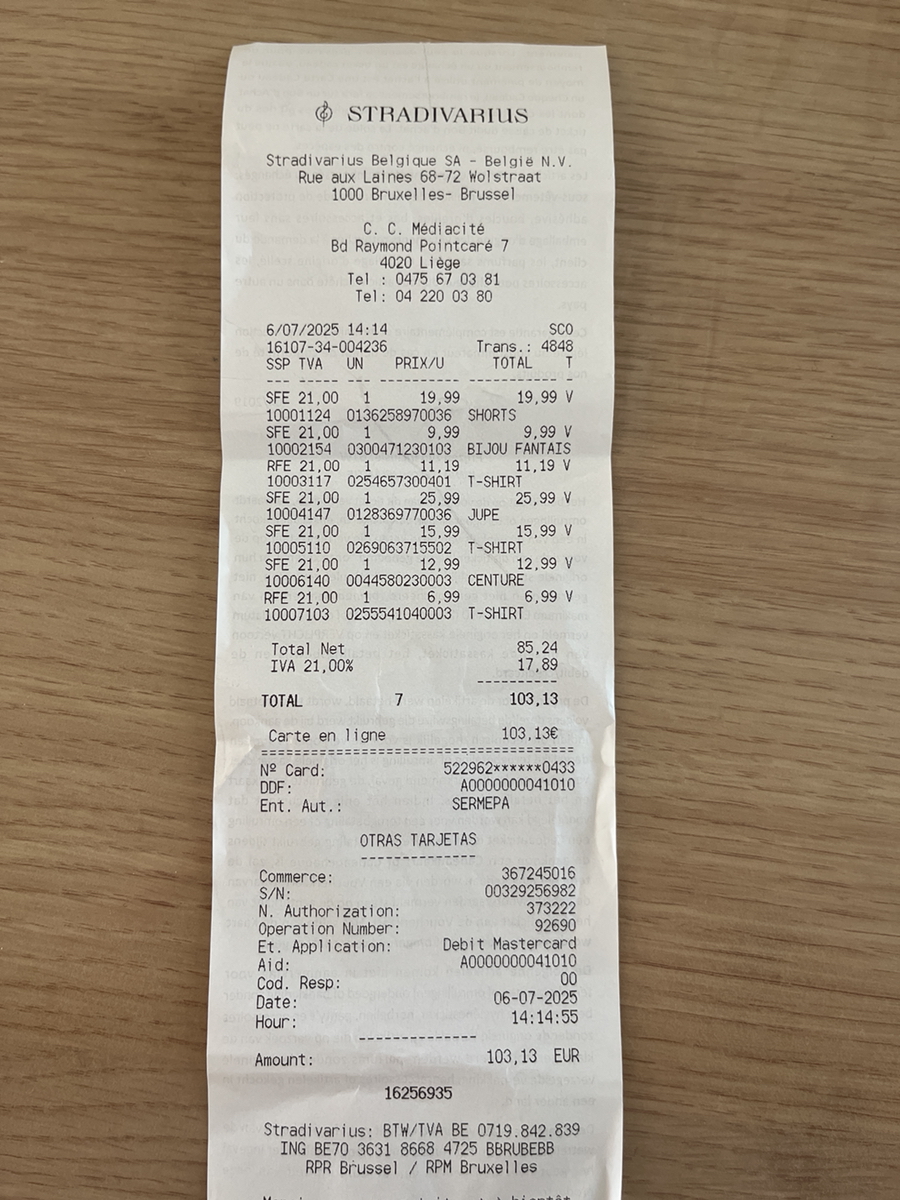 STRADIVARIUS
Stradivarius Belgique SA - België N.V.
Rue aux Laines 68-72 Wolstraat
1000 Bruxelles- Brussel
C. C. Médiacité
Bd Raymond Pointcaré 7
4020 Liège
Tel : 0475 67 03 81
Tel: 04 220 03 80
6/07/2025 14:14 SCO
16107-34-004236 Trans.: 4848
SSP TVA UN PRIX/U TOTAL T
--- ----- -- ---------- ----------- -
SFE 21,00 1 19,99 19,99 V
10001124 0136258970036 SHORTS
SFE 21,00 1 9,99 9,99 V
10002154 0300471230103 BIJOU FANTAIS
RFE 21,00 1 11,19 11,19 V
10003117 0254657300401 T-SHIRT
SFE 21,00 1 25,99 25,99 V
10004147 0128369770036 JUPE
SFE 21,00 1 15,99 15,99 V
10005110 0269063715502 T-SHIRT
SFE 21,00 1 12,99 12,99 V
10006140 0044580230003 CENTURE
RFE 21,00 1 6,99 6,99 V
10007103 0255541040003 T-SHIRT
Total Net 85,24
IVA 21,00% 17,89
----------
TOTAL 7 103,13
Carte en ligne 103,13€
======================================
Nº Card: 522962******0433
DDF: A0000000041010
Ent. Aut.: SERMEPA
OTRAS TARJETAS
--------------
Commerce: 367245016
S/N: 00329256982
N. Authorization: 373222
Operation Number: 92690
Et. Application: Debit Mastercard
Aid: A0000000041010
Cod. Resp: 00
Date: 06-07-2025
Hour: 14:14:55
--------------
Amount: 103,13 EUR
16256935
Stradivarius: BTW/TVA BE 0719.842.839
ING BE70 3631 8668 4725 BBRUBEBB
RPR Brussel / RPM Bruxelles